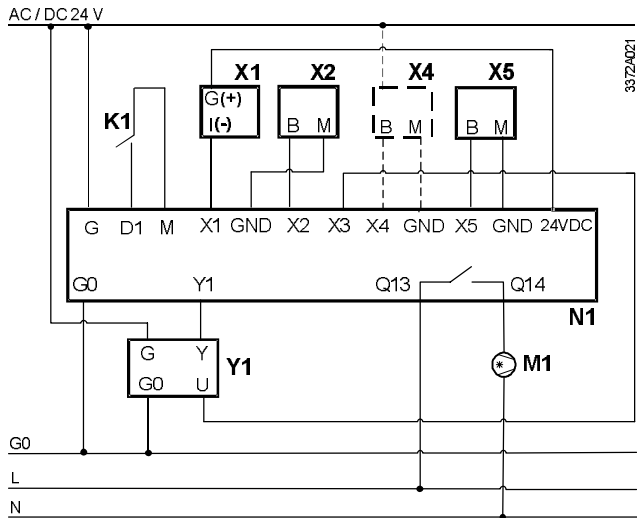 AC / DC 24 V
3372A021
X1 X2 X4 X5
G(+)
K1
I(-) B M B M B M
G D1 M X1 GND X2 X3 X4 GND X5 GND 24VDC
G0 Y1 Q13 Q14
N1
G Y
Y1
G0 U
M1
G0
L
N